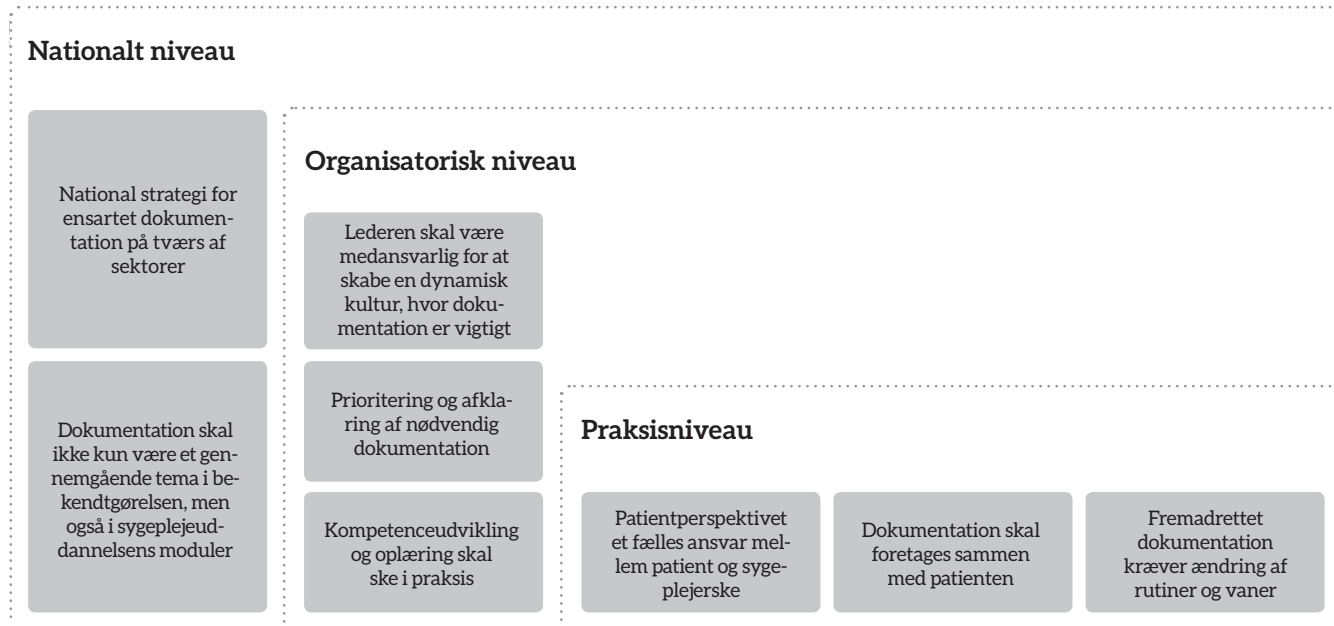 Nationalt niveau
National strategi for
ensartet dokumen-
tation på tværs af
sektorer
Dokumentation skal
ikke kun være et gen-
nemgående tema i be-
kendtgørelsen, men
også i sygeplejeud-
dannelsens moduler
Organisatorisk niveau
Lederen skal være
medansvarlig for at
skabe en dynamisk
kultur, hvor doku-
mentation er vigtigt
Prioritering og afkla-
ring af nødvendig
dokumentation
Kompetenceudvikling
og oplæring skal
ske i praksis
Praksisniveau
Patientperspektivet
et fælles ansvar mel-
lem patient og syge-
plejerske
Dokumentation skal
foretages sammen
med patienten
Fremadrettet
dokumentation
kræver ændring af
rutiner og vaner